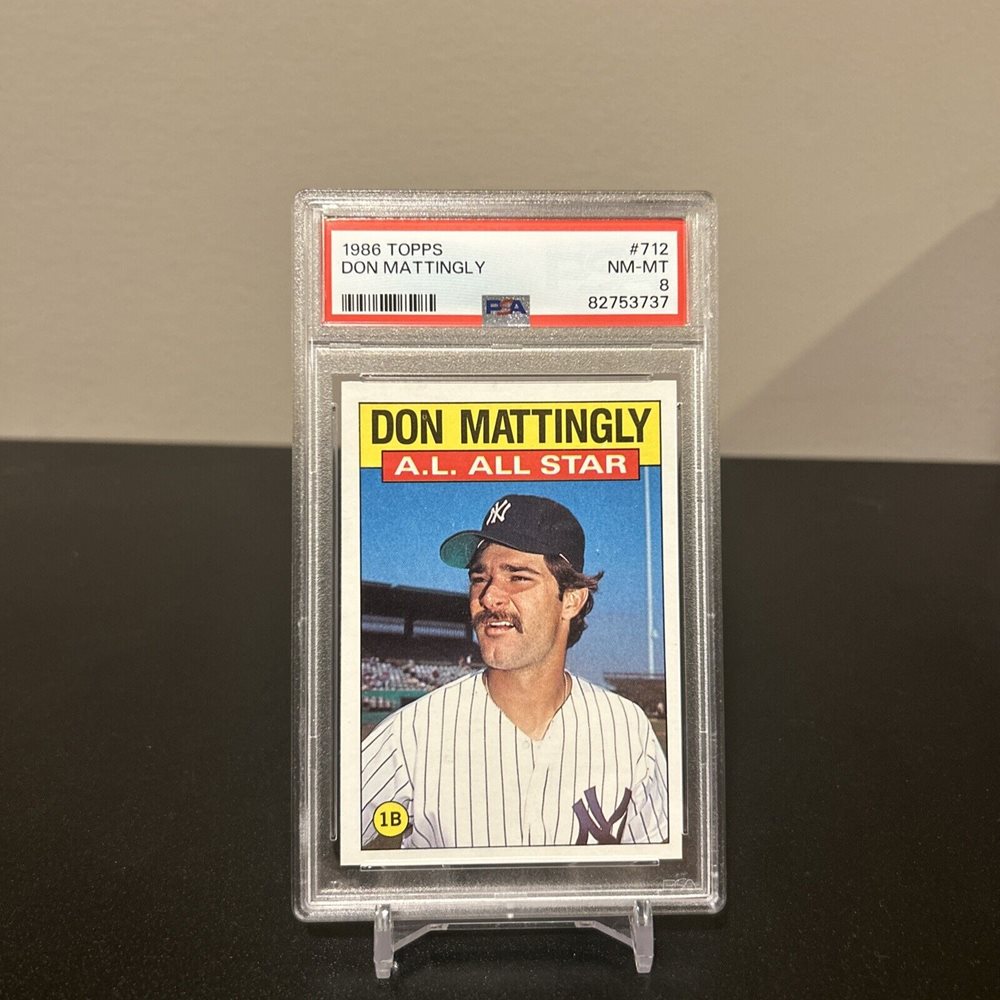 1986 TOPPS #712
DON MATTINGLY NM-MT
8
PSA 82753737
DON MATTINGLY
A.L. ALL STAR
NY
1B
NY